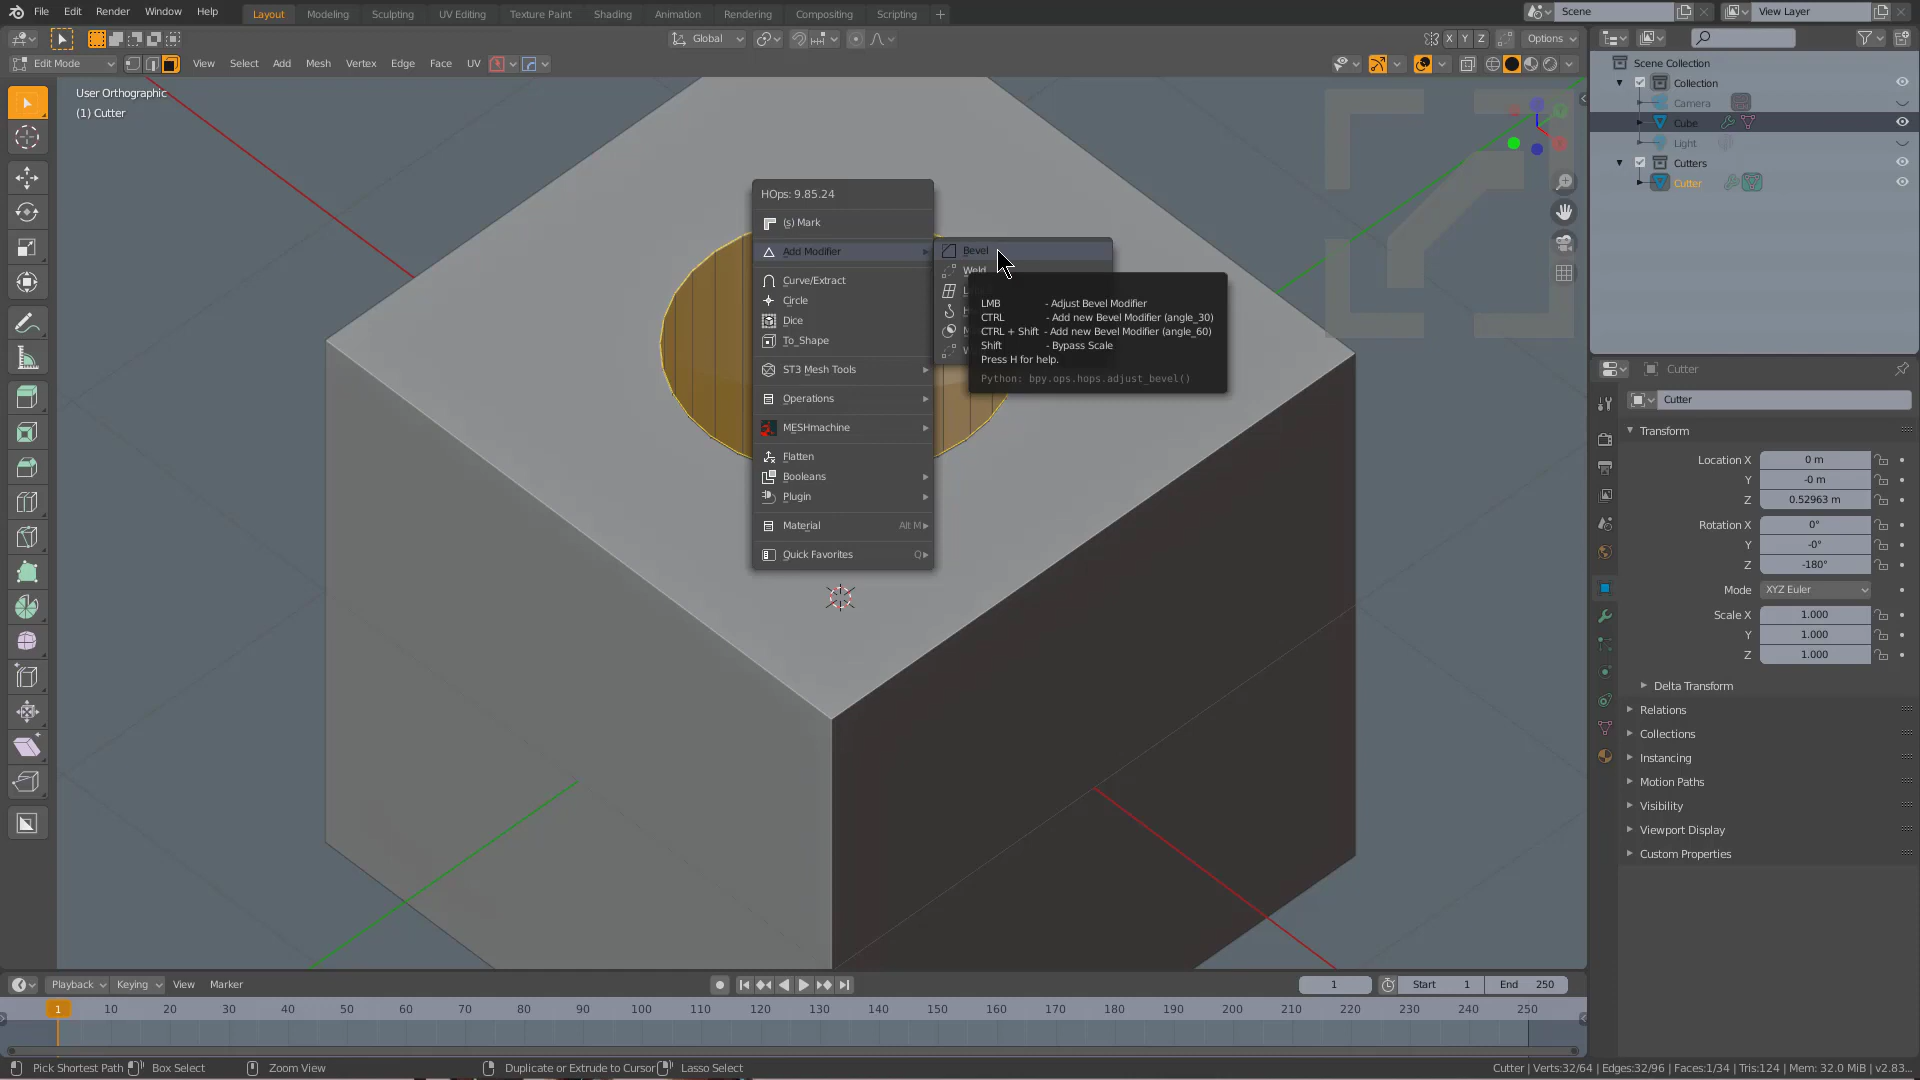 File Edit Render Window Help
Layout Modeling Sculpting UV Editing Texture Paint Shading Animation Rendering Compositing Scripting +
Scene View Layer
Global X Y Z Options
Edit Mode View Select Add Mesh Vertex Edge Face UV
User Orthographic
(1) Cutter
HOps: 9.85.24
(s) Mark
Add Modifier
Curve/Extract
Circle
Dice
To_Shape
ST3 Mesh Tools
Operations
MESHmachine
Flatten
Booleans
Plugin
Material Alt M
Quick Favorites Q
Bevel
Weld
LMB - Adjust Bevel Modifier
CTRL - Add new Bevel Modifier (angle_30)
CTRL + Shift - Add new Bevel Modifier (angle_60)
Shift - Bypass Scale
Press H for help.
Python: bpy.ops.hops.adjust_bevel()
Scene Collection
Collection
Camera
Cube
Light
Cutters
Cutter
Cutter
Cutter
Transform
Location X 0 m
Y -0 m
Z 0.52963 m
Rotation X 0°
Y -0°
Z -180°
Mode XYZ Euler
Scale X 1.000
Y 1.000
Z 1.000
Delta Transform
Relations
Collections
Instancing
Motion Paths
Visibility
Viewport Display
Custom Properties
Playback Keying View Marker 1 Start 1 End 250
1 10 20 30 40 50 60 70 80 90 100 110 120 130 140 150 160 170 180 190 200 210 220 230 240 250
Pick Shortest Path Box Select Zoom View Duplicate or Extrude to Cursor Lasso Select Cutter | Verts:32/64 | Edges:32/96 | Faces:1/34 | Tris:124 | Mem: 32.0 MiB | v2.83...